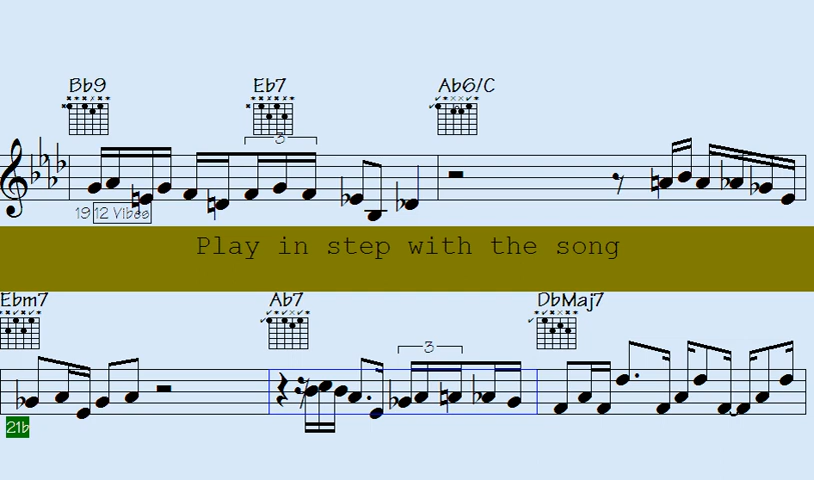 Bb9 Eb7 Ab6/C
3
19 12 Vibes
Play in step with the song
Ebm7 Ab7 DbMaj7
3
21b